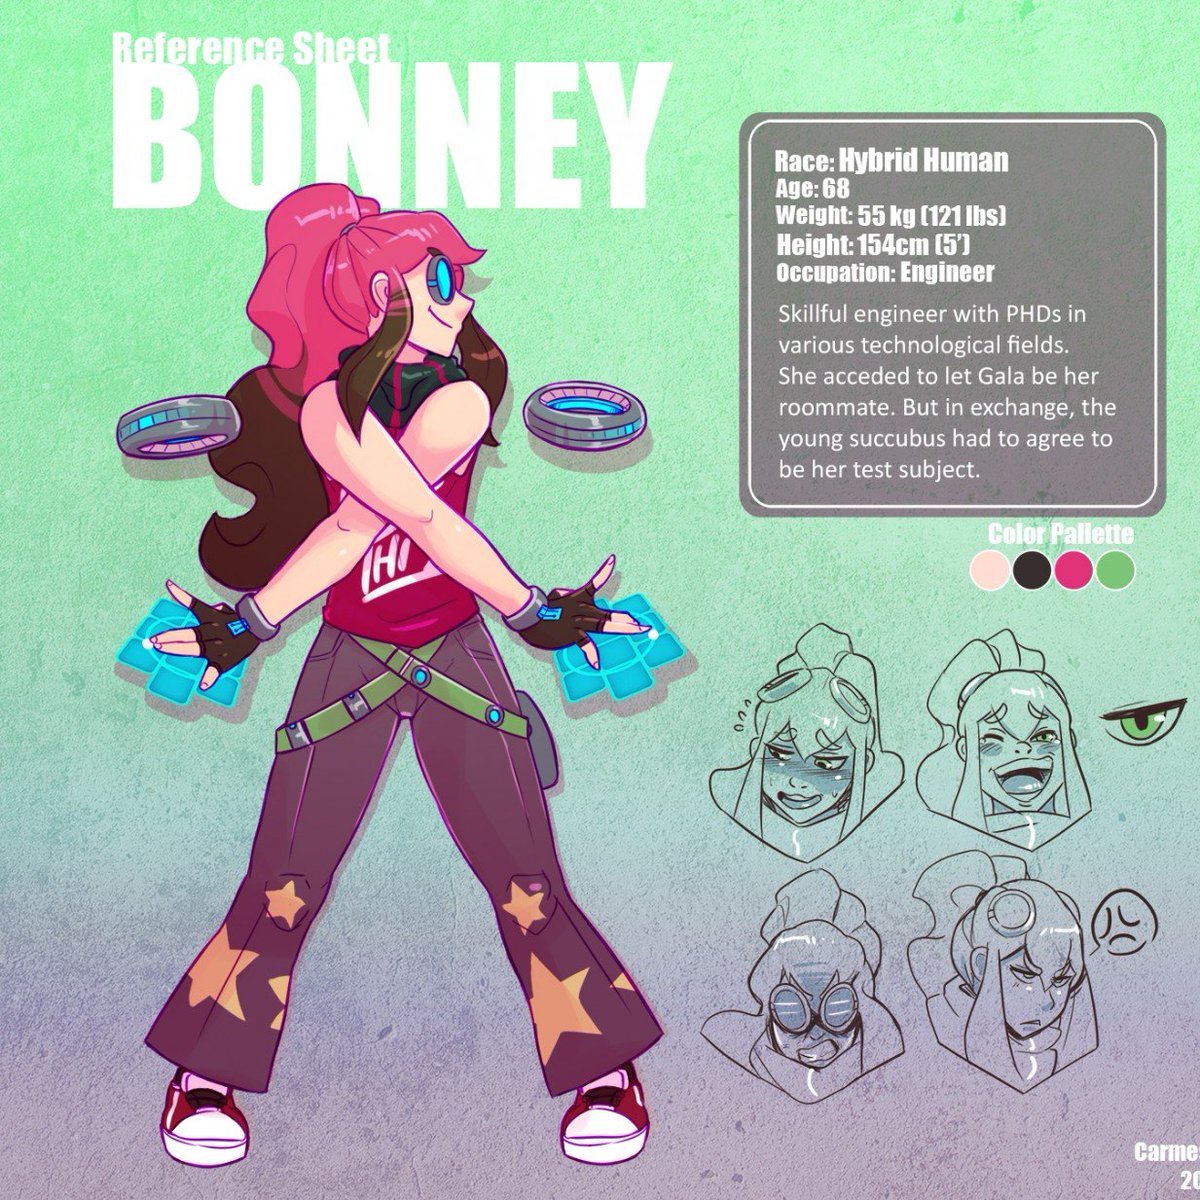 Reference Sheet
BONNEY
Race: Hybrid Human
Age: 68
Weight: 55 kg (121 lbs)
Height: 154cm (5')
Occupation: Engineer
Skillful engineer with PHDs in
various technological fields.
She acceded to let Gala be her
roommate. But in exchange, the
young succubus had to agree to
be her test subject.
Color Pallette
HI